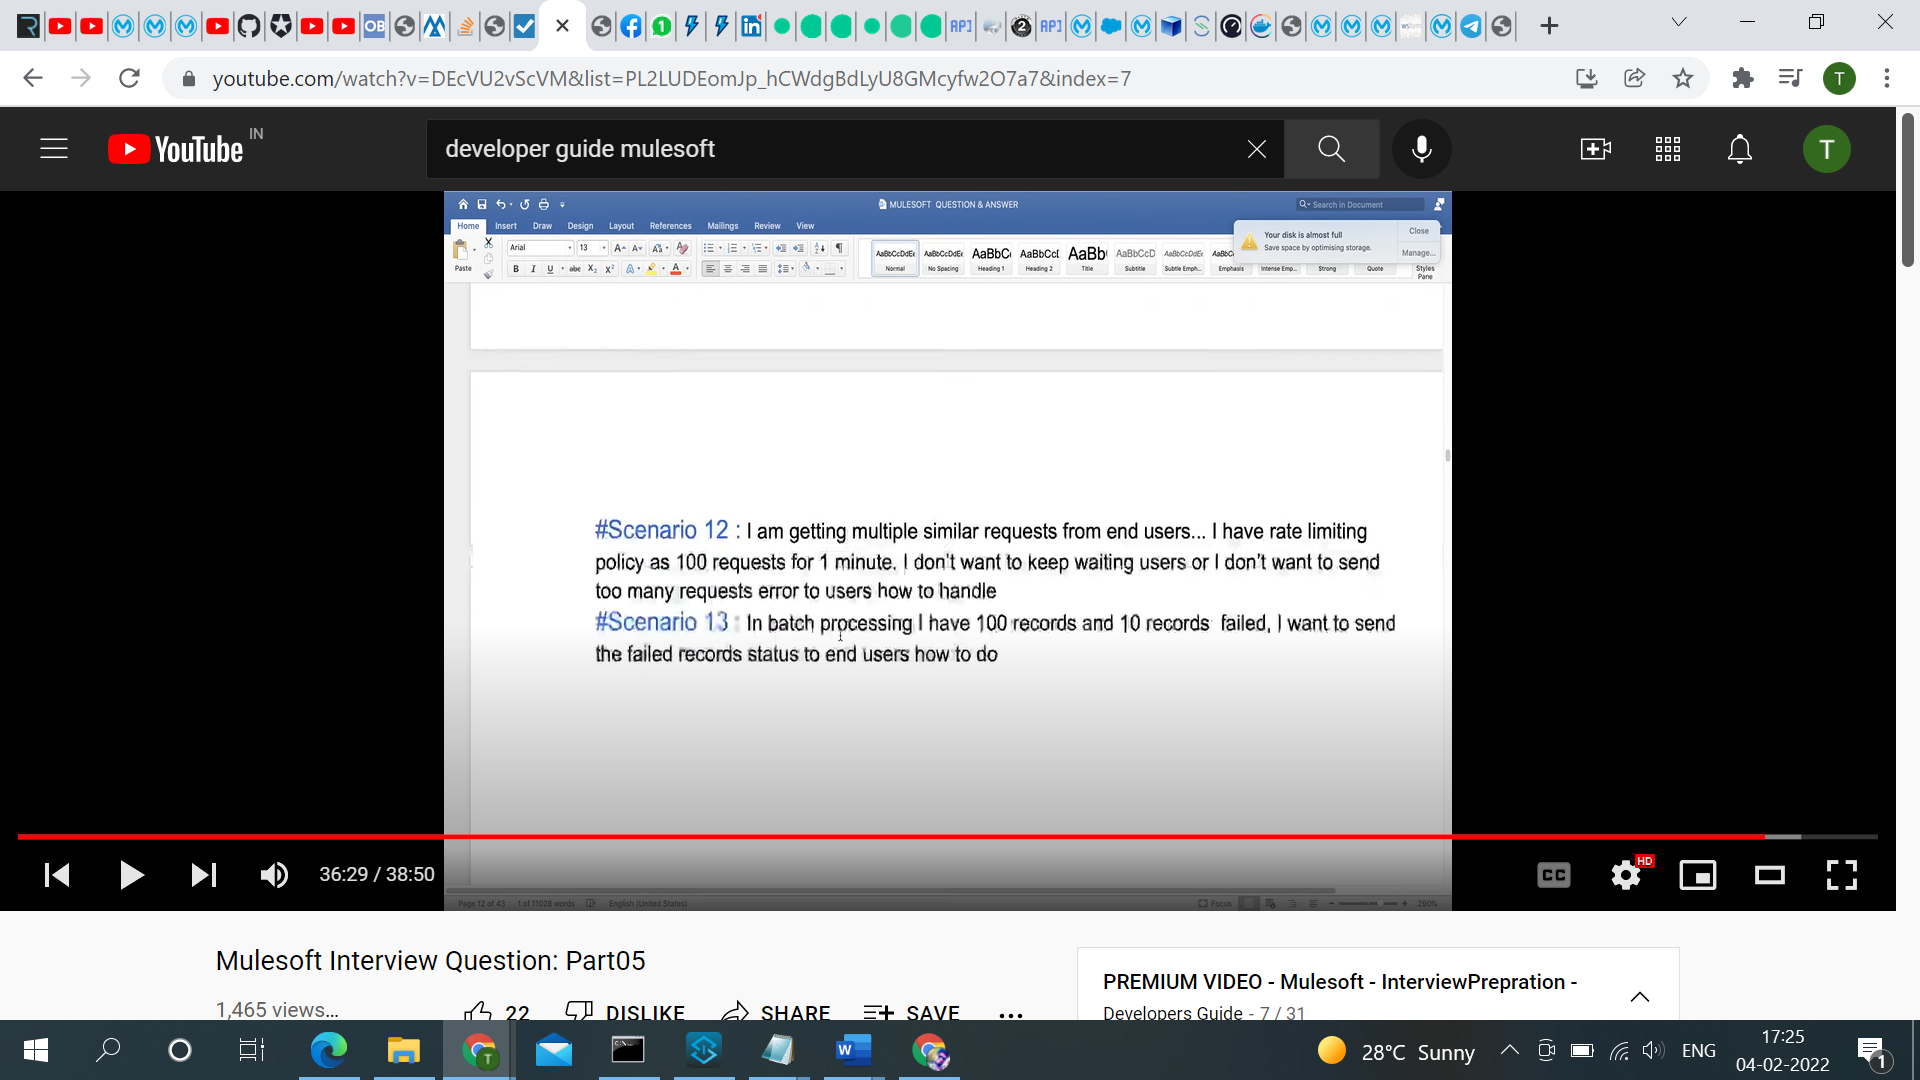 OB
1
API
2
API
youtube.com/watch?v=DEcVU2vScVM&list=PL2LUDEomJp_hCWdgBdLyU8GMcyfw2O7a7&index=7
T
YouTube IN
developer guide mulesoft
T
MULESOFT QUESTION & ANSWER
Search in Document
Home Insert Draw Design Layout References Mailings Review View
Your disk is almost full
Save space by optimising storage.
Close
Manage...
Paste
Arial 13
AaBbCcDdEe AaBbCcDdEe AaBbC AaBbCcI AaBb AaBbCcD AaBbCcDdEe AaBbC
Normal No Spacing Heading 1 Heading 2 Title Subtitle Subtle Emph... Emphasis Intense Emp... Strong Quote Styles
Pane
#Scenario 12 : I am getting multiple similar requests from end users... I have rate limiting
policy as 100 requests for 1 minute. I don't want to keep waiting users or I don't want to send
too many requests error to users how to handle
#Scenario 13 : In batch processing I have 100 records and 10 records failed, I want to send
the failed records status to end users how to do
36:29 / 38:50
CC
HD
Page 12 of 43 1 of 11028 words English (United States) Focus 290%
Mulesoft Interview Question: Part05
1,465 views...
22 DISLIKE SHARE SAVE ...
PREMIUM VIDEO - Mulesoft - InterviewPrepration -
Developers Guide - 7 / 31
28°C Sunny
ENG
17:25
04-02-2022
1